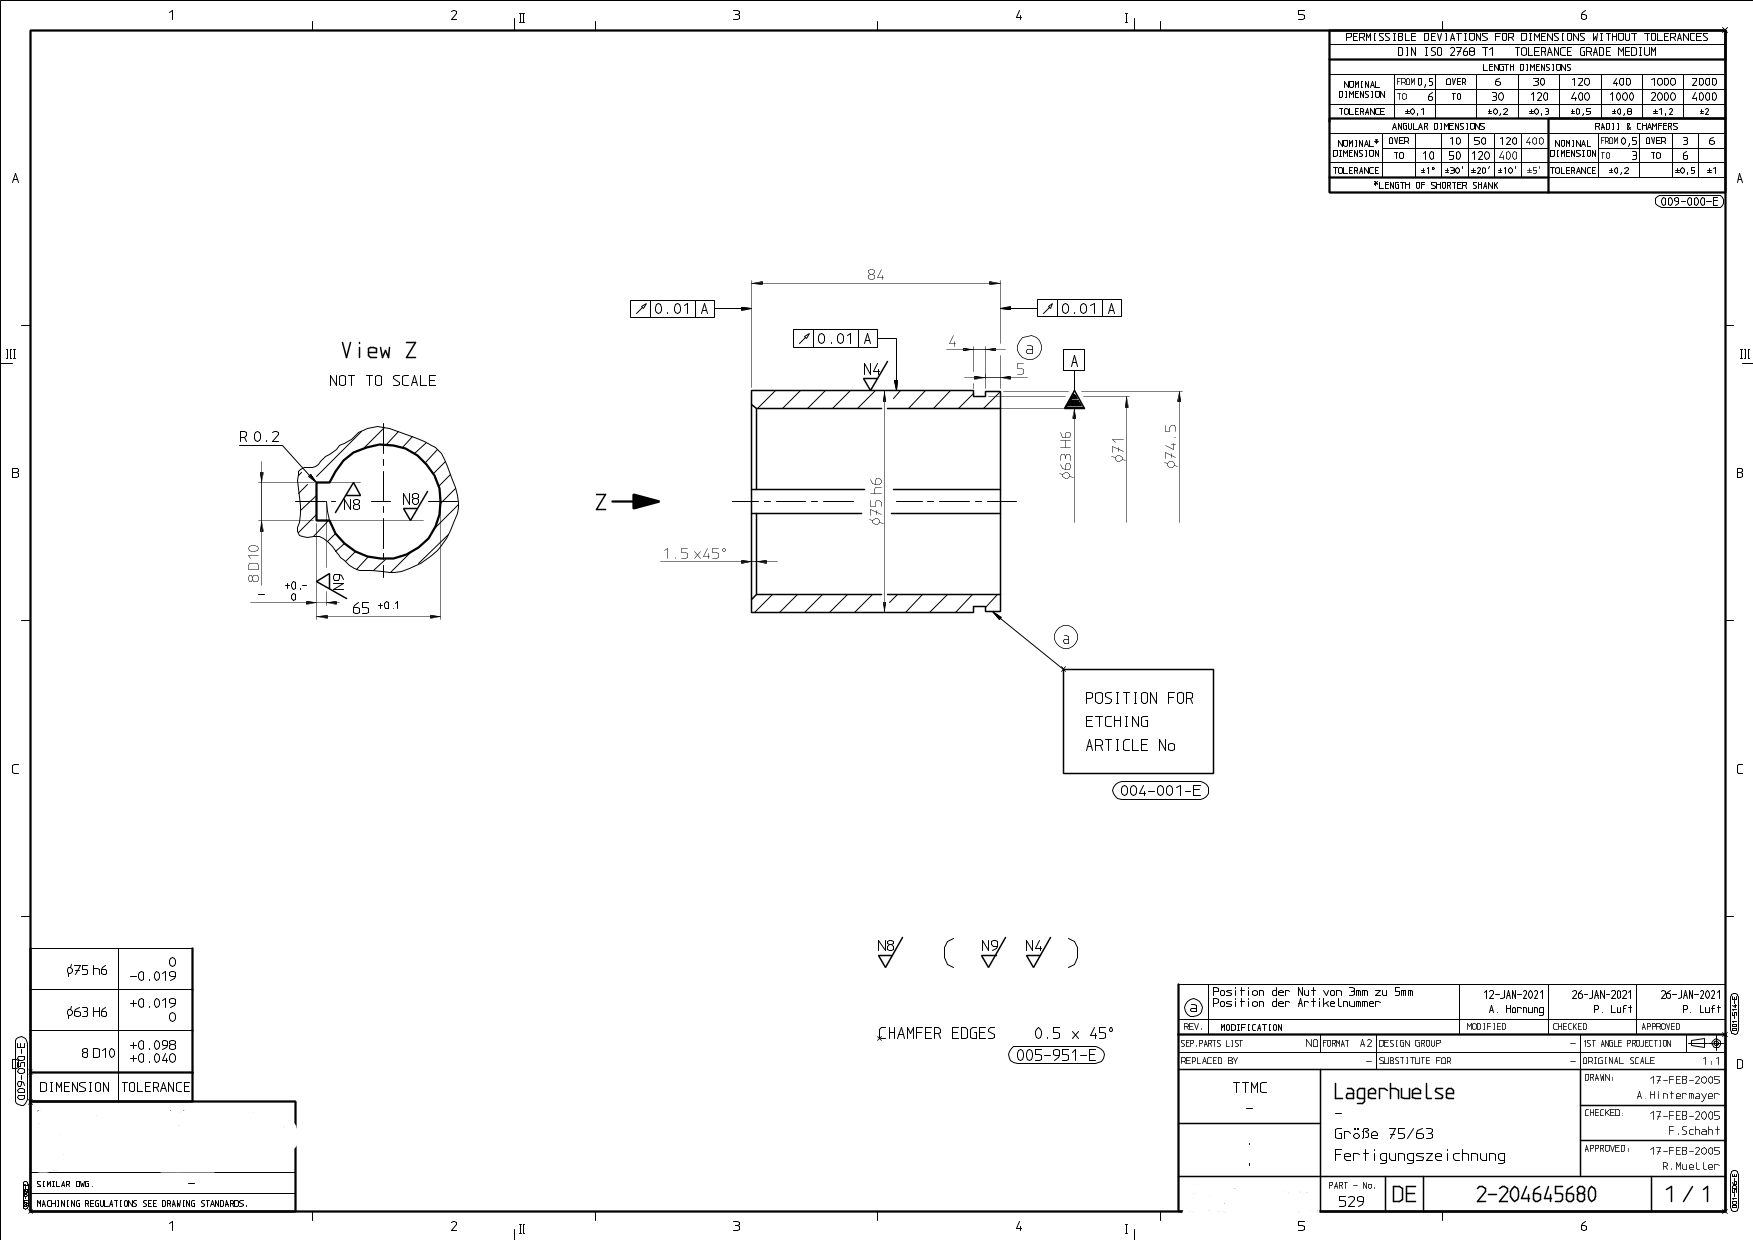 1 2 II 3 4 I 5 6
PERMISSIBLE DEVIATIONS FOR DIMENSIONS WITHOUT TOLERANCES
DIN ISO 2768 T1 TOLERANCE GRADE MEDIUM
LENGTH DIMENSIONS
NOMINAL DIMENSION FROM 0,5 OVER 6 30 120 400 1000 2000
TO 6 TO 30 120 400 1000 2000 4000
TOLERANCE ±0,1 ±0,2 ±0,3 ±0,5 ±0,8 ±1,2 ±2
ANGULAR DIMENSIONS
NOMINAL* DIMENSION OVER 10 50 120 400
TO 10 50 120 400
TOLERANCE ±1° ±30' ±20' ±10' ±5'
*LENGTH OF SHORTER SHANK
RADII & CHAMFERS
NOMINAL DIMENSION FROM 0,5 OVER 3 6
TO 3 TO 6
TOLERANCE ±0,2 ±0,5 ±1
009-000-E
A A
III III
B B
C C
D D
84
0.01 A
0.01 A
0.01 A
4
a
5
A
N4
View Z
NOT TO SCALE
R 0.2
N8
N8
N9
8 D10
+0.-
0
-
65 +0.1
Z
1.5 x45°
ϕ75 h6
ϕ63 H6
ϕ71
ϕ74.5
a
POSITION FOR
ETCHING
ARTICLE No
004-001-E
N8 ( N9 N4 )
CHAMFER EDGES 0.5 x 45°
005-951-E
ϕ75 h6 0
-0.019
ϕ63 H6 +0.019
0
8 D10 +0.098
+0.040
DIMENSION TOLERANCE
009-050-E
SIMILAR DWG. -
MACHINING REGULATIONS SEE DRAWING STANDARDS.
a Position der Nut von 3mm zu 5mm 12-JAN-2021 26-JAN-2021 26-JAN-2021
Position der Artikelnummer A. Hornung P. Luft P. Luft
REV. MODIFICATION MODIFIED CHECKED APPROVED
001-514-E
SEP.PARTS LIST NO FORMAT A2 DESIGN GROUP - 1ST ANGLE PROJECTION
REPLACED BY - SUBSTITUTE FOR - ORIGINAL SCALE 1:1
TTMC
-
Lagerhuelse
-
Größe 75/63
Fertigungszeichnung
DRAWN: 17-FEB-2005
A.Hintermayer
CHECKED: 17-FEB-2005
F.Schaht
APPROVED: 17-FEB-2005
R.Mueller
PART - No.
529 DE 2-204645680 1 / 1
001-506-E
1 2 II 3 4 I 5 6